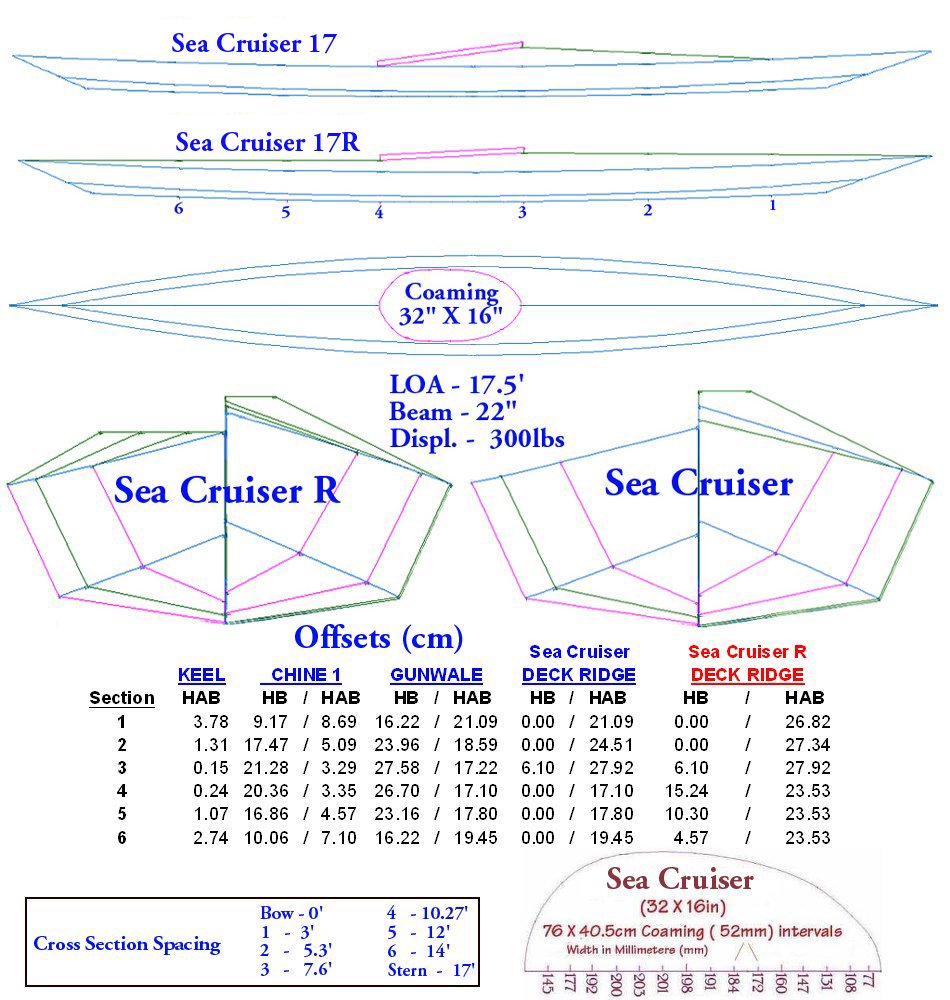 Sea Cruiser 17
Sea Cruiser 17R
6 5 4 3 2 1
Coaming
32" X 16"
LOA - 17.5'
Beam - 22"
Displ. - 300lbs
Sea Cruiser R
Sea Cruiser
Offsets (cm)
Sea Cruiser Sea Cruiser R
KEEL CHINE 1 GUNWALE DECK RIDGE DECK RIDGE
Section HAB HB / HAB HB / HAB HB / HAB HB / HAB
1 3.78 9.17 / 8.69 16.22 / 21.09 0.00 / 21.09 0.00 / 26.82
2 1.31 17.47 / 5.09 23.96 / 18.59 0.00 / 24.51 0.00 / 27.34
3 0.15 21.28 / 3.29 27.58 / 17.22 6.10 / 27.92 6.10 / 27.92
4 0.24 20.36 / 3.35 26.70 / 17.10 0.00 / 17.10 15.24 / 23.53
5 1.07 16.86 / 4.57 23.16 / 17.80 0.00 / 17.80 10.30 / 23.53
6 2.74 10.06 / 7.10 16.22 / 19.45 0.00 / 19.45 4.57 / 23.53
Cross Section Spacing
Bow - 0'
1 - 3'
2 - 5.3'
3 - 7.6'
4 - 10.27'
5 - 12'
6 - 14'
Stern - 17'
Sea Cruiser
(32 X 16in)
76 X 40.5cm Coaming ( 52mm) intervals
Width in Millimeters (mm)
145 177 192 200 203 201 198 191 184 172 160 147 131 108 77